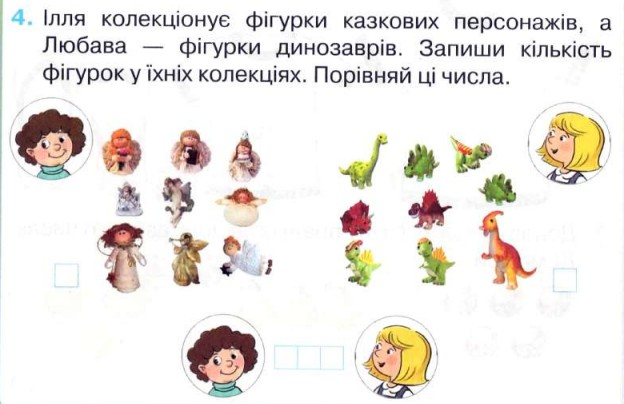 4. Ілля колекціонує фігурки казкових персонажів, а
Любава — фігурки динозаврів. Запиши кількість
фігурок у їхніх колекціях. Порівняй ці числа.